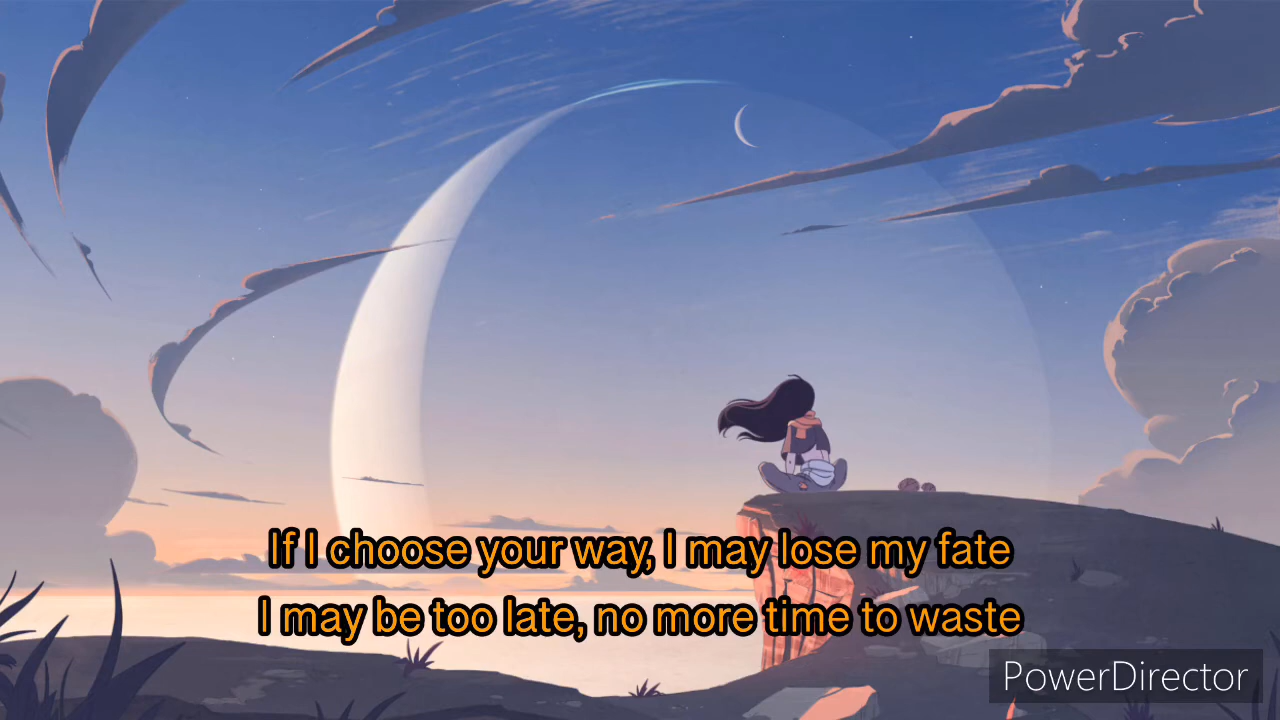 If I choose your way, I may lose my fate
I may be too late, no more time to waste
PowerDirector